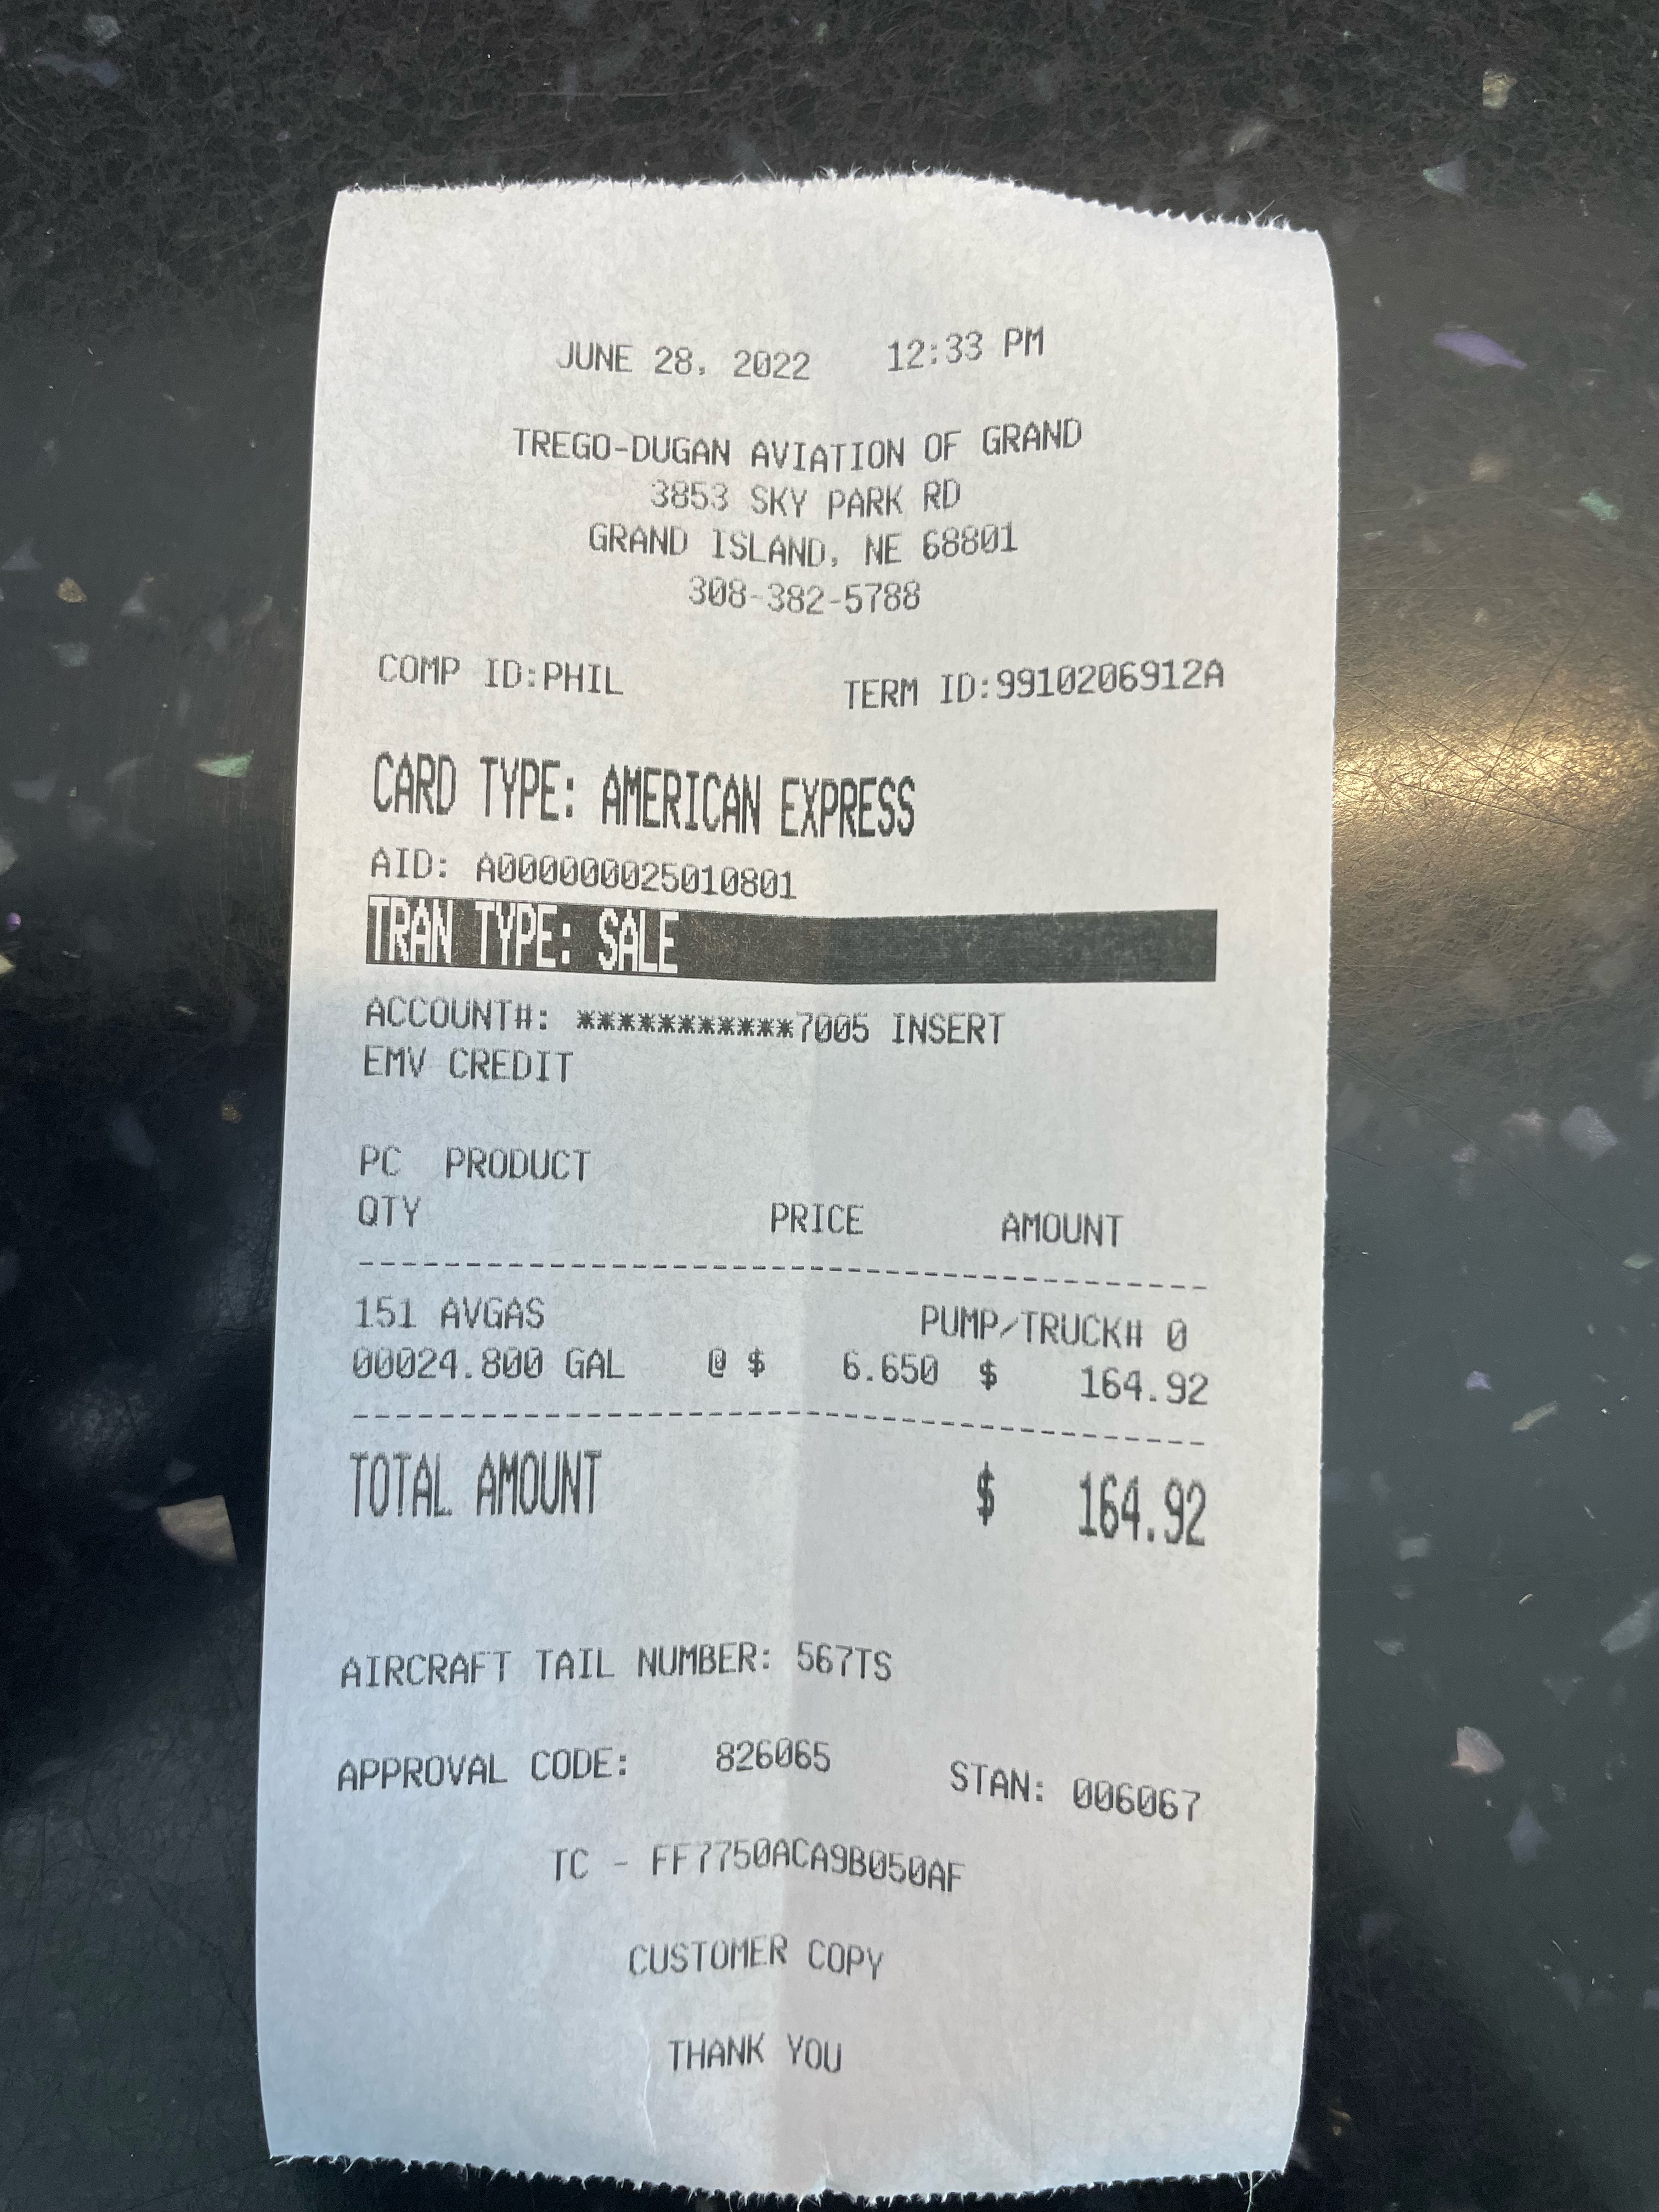 JUNE 28, 2022 12:33 PM
TREGO-DUGAN AVIATION OF GRAND
3853 SKY PARK RD
GRAND ISLAND, NE 68801
308-382-5788
COMP ID:PHIL TERM ID:9910206912A
CARD TYPE: AMERICAN EXPRESS
AID: A000000025010801
TRAN TYPE: SALE
ACCOUNT#: ***********7005 INSERT
EMV CREDIT
PC PRODUCT
QTY PRICE AMOUNT
----------------------------------------
151 AVGAS PUMP/TRUCK# 0
00024.800 GAL @ $ 6.650 $ 164.92
----------------------------------------
TOTAL AMOUNT $ 164.92
AIRCRAFT TAIL NUMBER: 567TS
APPROVAL CODE: 826065 STAN: 006067
TC - FF7750ACA9B050AF
CUSTOMER COPY
THANK YOU